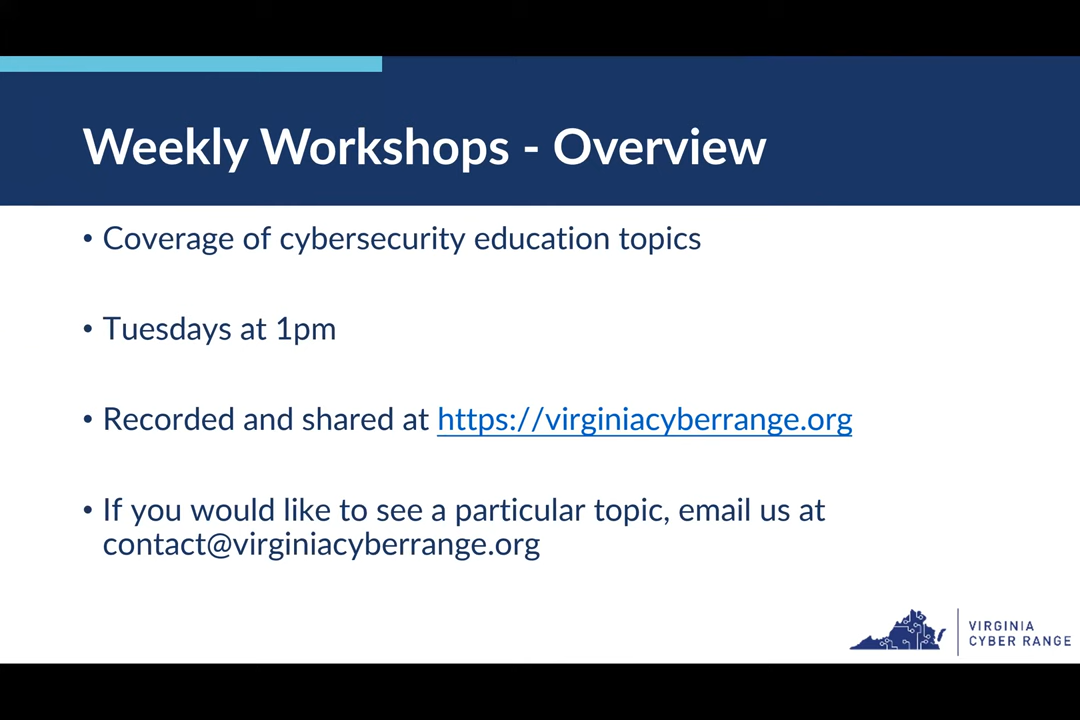 Weekly Workshops - Overview
• Coverage of cybersecurity education topics
• Tuesdays at 1pm
• Recorded and shared at https://virginiacyberrange.org
• If you would like to see a particular topic, email us at
contact@virginiacyberrange.org
VIRGINIA
CYBER RANGE